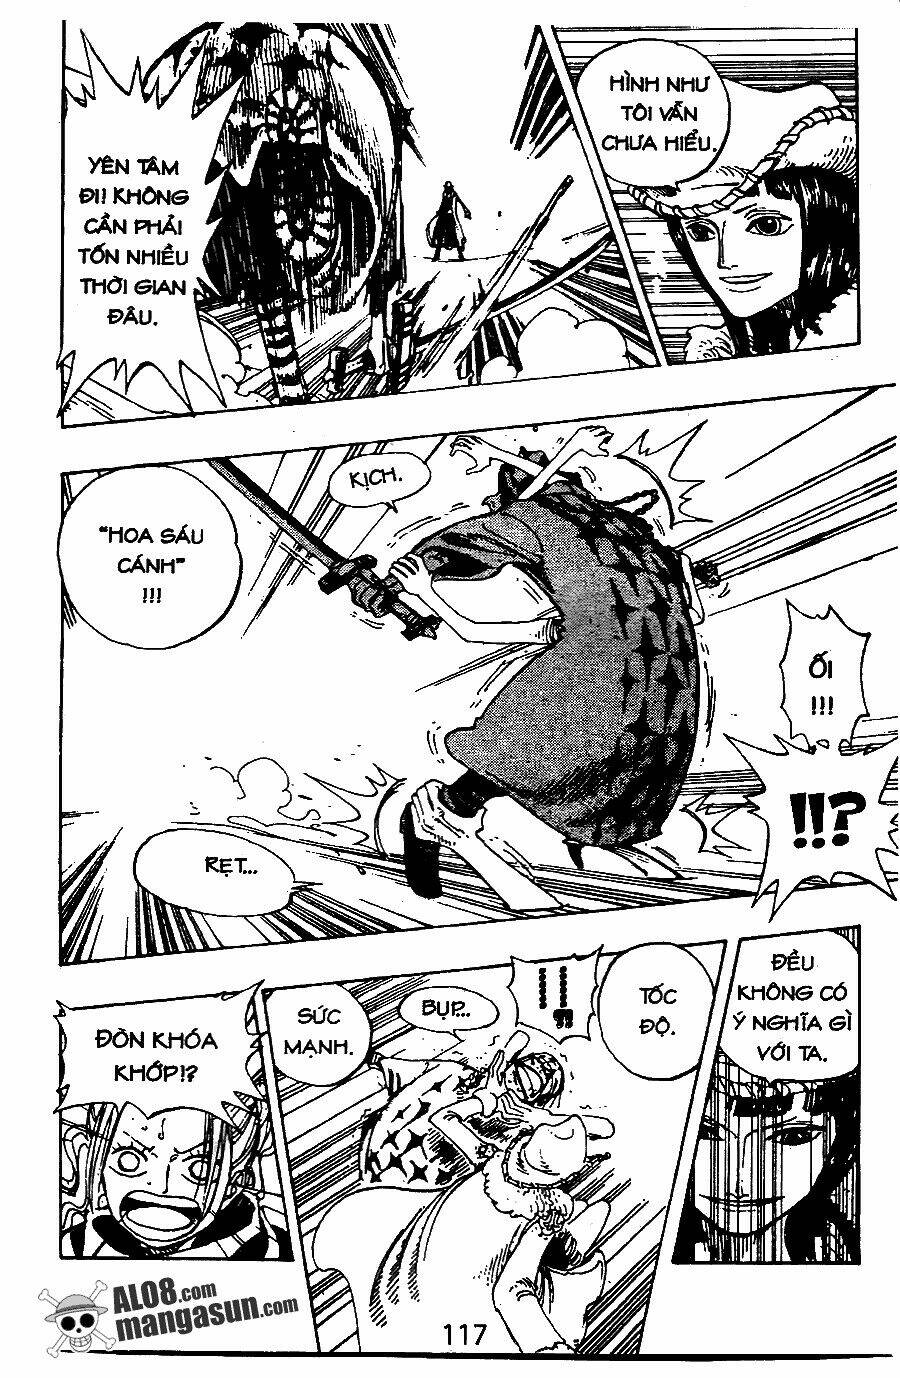 HÌNH NHƯ
TÔI VẪN
CHƯA HIỂU.
YÊN TÂM
ĐI! KHÔNG
CẦN PHẢI
TỐN NHIỀU
THỜI GIAN
ĐÂU.
KỊCH.
"HOA SÁU
CÁNH"
!!!
ỐI
!!!
!!?
RẸT...
ĐỀU
KHÔNG CÓ
Ý NGHĨA GÌ
VỚI TA.
TỐC
ĐỘ.
BỤP...
SỨC
MẠNH.
ĐÒN KHÓA
KHỚP!?
AL08.com
mangasun.com
117